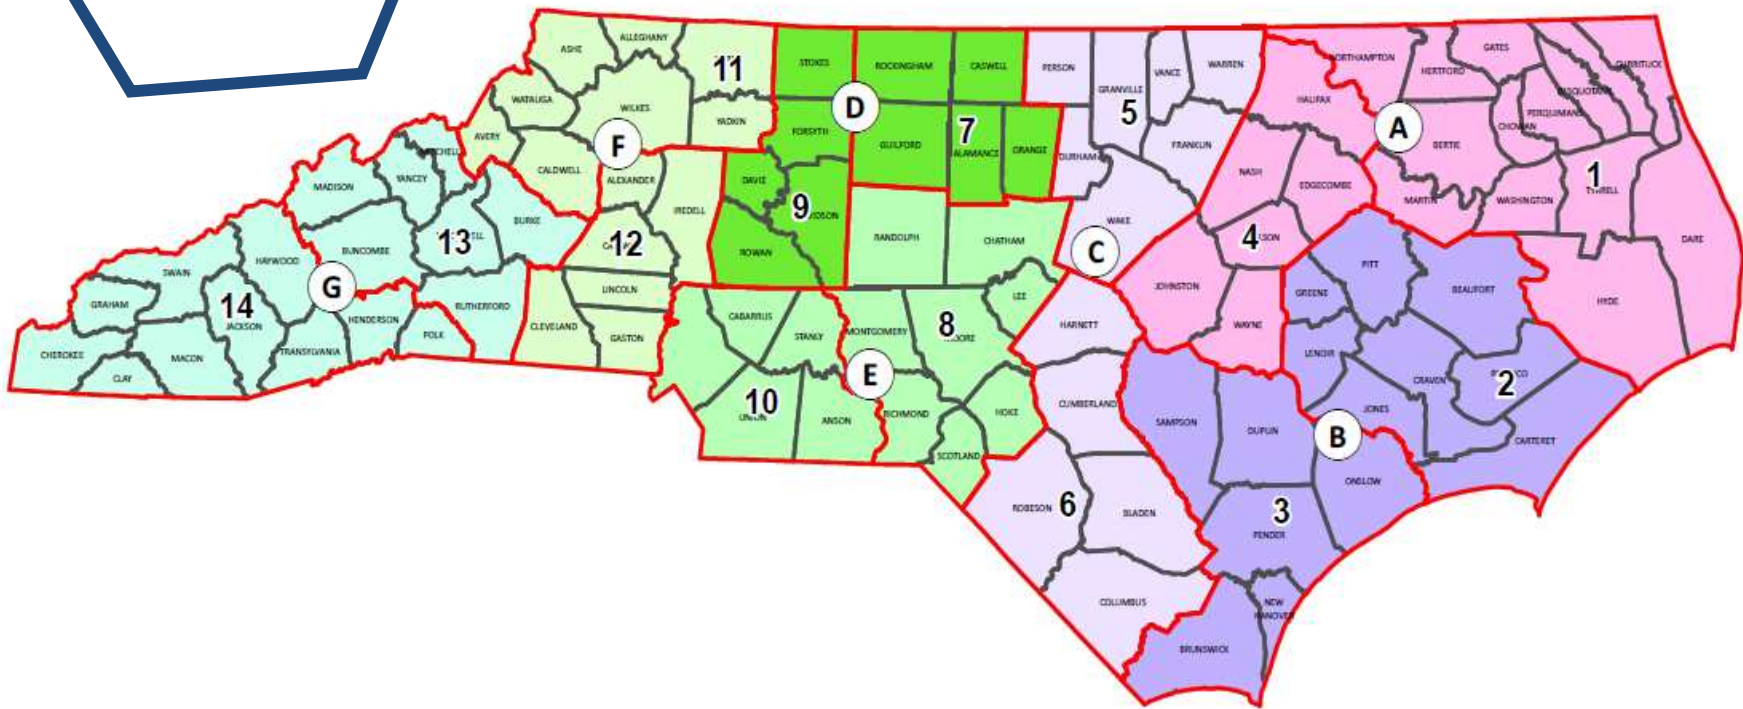 ASHE
ALLEGHANY
11
STOKES
ROCKINGHAM
CASWELL
PERSON
GRANVILLE
VANCE
WARREN
HERTFORD
GATES
HALIFAX
WATAUGA
WILKES
YADKIN
D
FORSYTH
GUILFORD
7
ALAMANCE
ORANGE
DURHAM
5
FRANKLIN
A
BERTIE
CHOWAN
PERQUIMANS
AVERY
F
CALDWELL
ALEXANDER
IREDELL
DAVIE
9
ROWAN
RANDOLPH
CHATHAM
WAKE
C
NASH
EDGECOMBE
4
MARTIN
WASHINGTON
1
DARE
MADISON
YANCEY
BUNCOMBE
13
BURKE
12
LINCOLN
GASTON
CLEVELAND
SWAIN
HAYWOOD
G
GRAHAM
14
JACKSON
HENDERSON
POLK
RUTHERFORD
CHEROKEE
CLAY
MACON
TRANSYLVANIA
CABARRUS
STANLY
MONTGOMERY
8
LEE
HARNETT
JOHNSTON
WAYNE
GREENE
PITT
BEAUFORT
HYDE
10
ANSON
E
RICHMOND
HOKE
SCOTLAND
CUMBERLAND
SAMPSON
DUPLIN
LENOIR
CRAVEN
2
JONES
B
CARTERET
ONSLOW
ROBESON
6
BLADEN
3
PENDER
COLUMBUS
NEW
HANOVER
BRUNSWICK